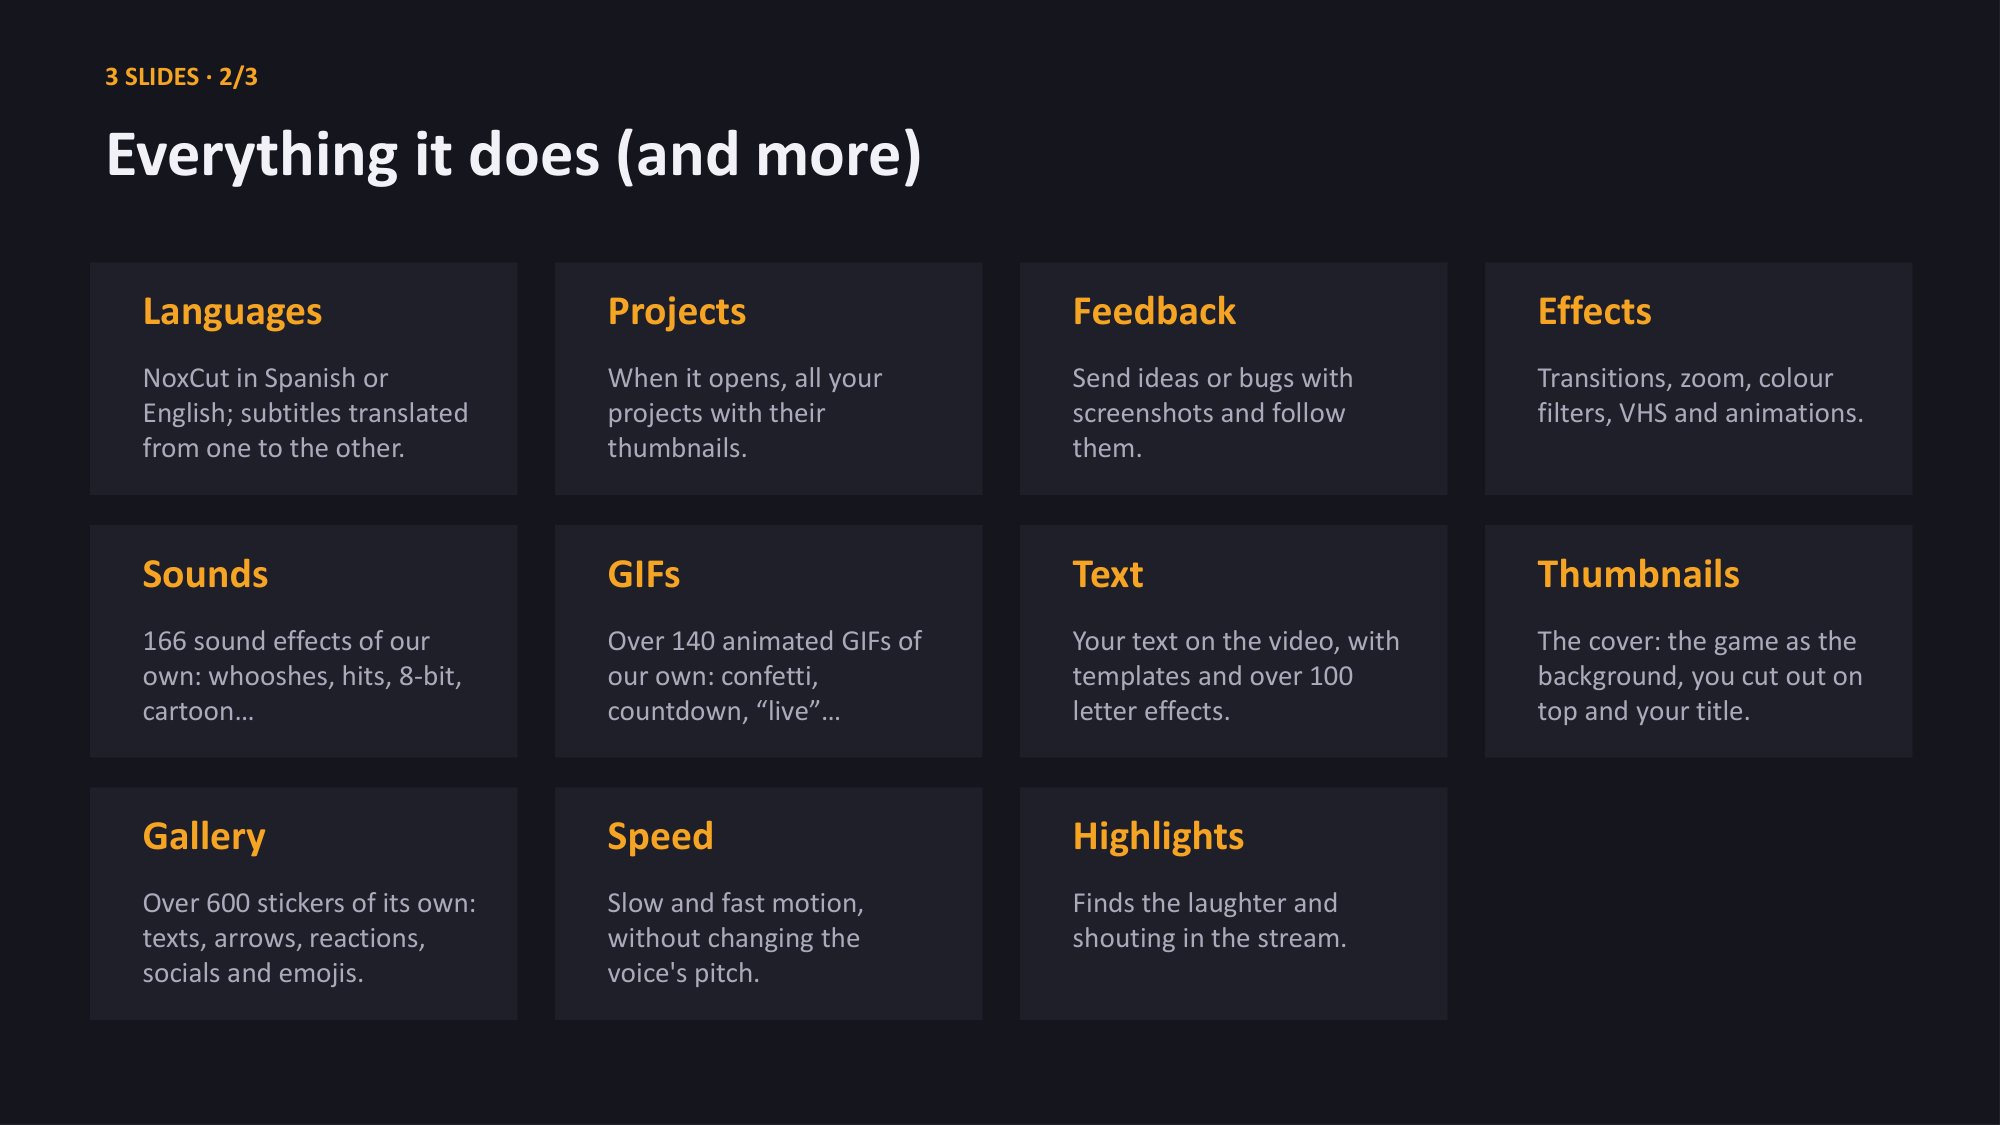 3 SLIDES · 2/3
Everything it does (and more)
Languages
NoxCut in Spanish or
English; subtitles translated
from one to the other.
Projects
When it opens, all your
projects with their
thumbnails.
Feedback
Send ideas or bugs with
screenshots and follow
them.
Effects
Transitions, zoom, colour
filters, VHS and animations.
Sounds
166 sound effects of our
own: whooshes, hits, 8-bit,
cartoon...
GIFs
Over 140 animated GIFs of
our own: confetti,
countdown, “live”...
Text
Your text on the video, with
templates and over 100
letter effects.
Thumbnails
The cover: the game as the
background, you cut out on
top and your title.
Gallery
Over 600 stickers of its own:
texts, arrows, reactions,
socials and emojis.
Speed
Slow and fast motion,
without changing the
voice's pitch.
Highlights
Finds the laughter and
shouting in the stream.